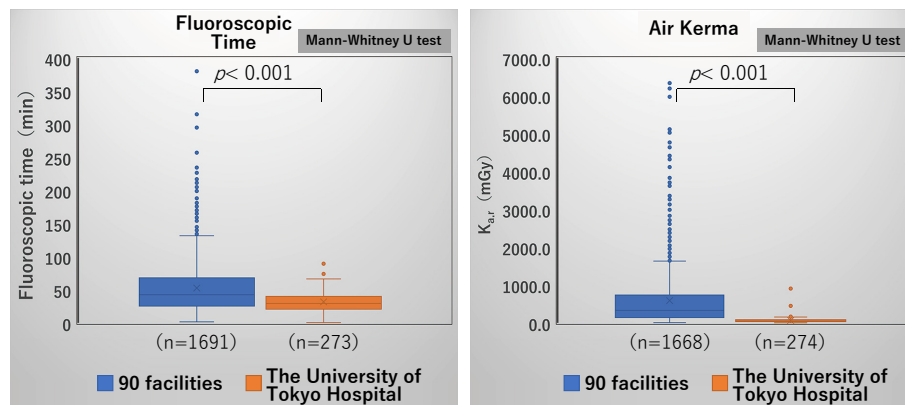 Fluoroscopic
Time
Mann-Whitney U test
p< 0.001
Fluoroscopic time (min)
400
350
300
250
200
150
100
50
0
(n=1691)
(n=273)
90 facilities
The University of
Tokyo Hospital
Air Kerma
Mann-Whitney U test
p< 0.001
Ka,r (mGy)
7000.0
6000.0
5000.0
4000.0
3000.0
2000.0
1000.0
0.0
(n=1668)
(n=274)
90 facilities
The University of
Tokyo Hospital